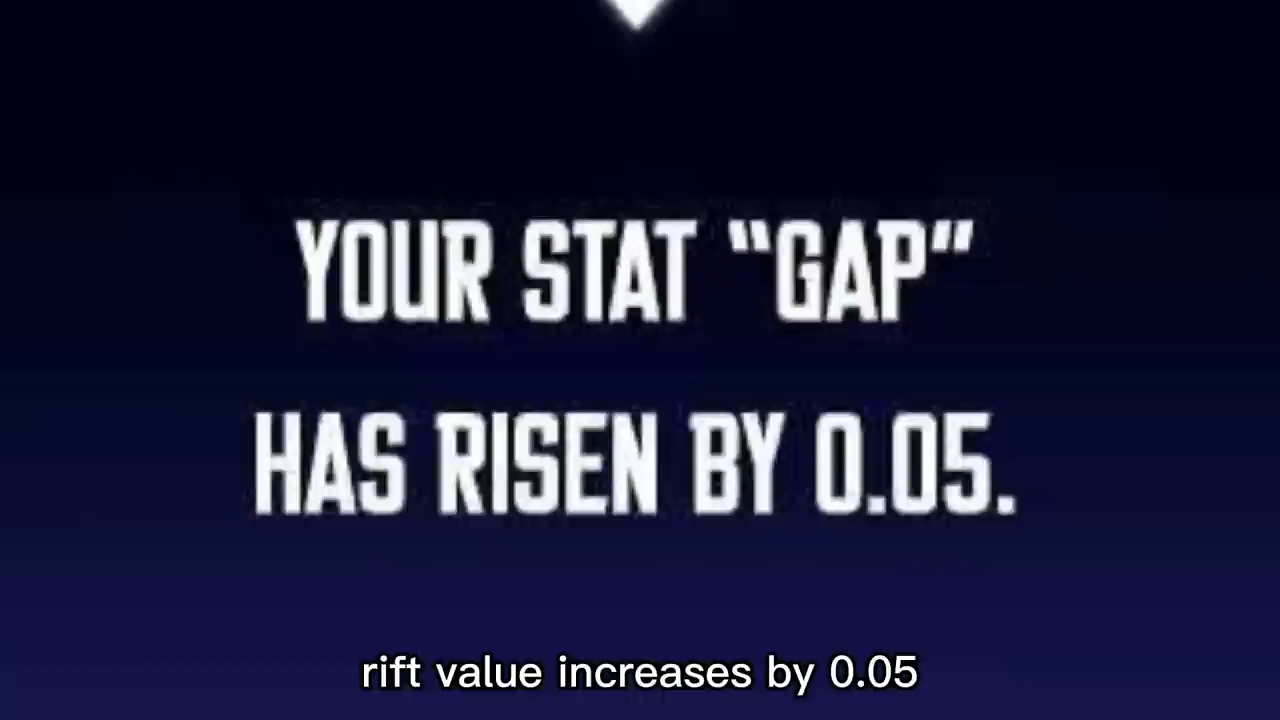 YOUR STAT "GAP"
HAS RISEN BY 0.05.
rift value increases by 0.05